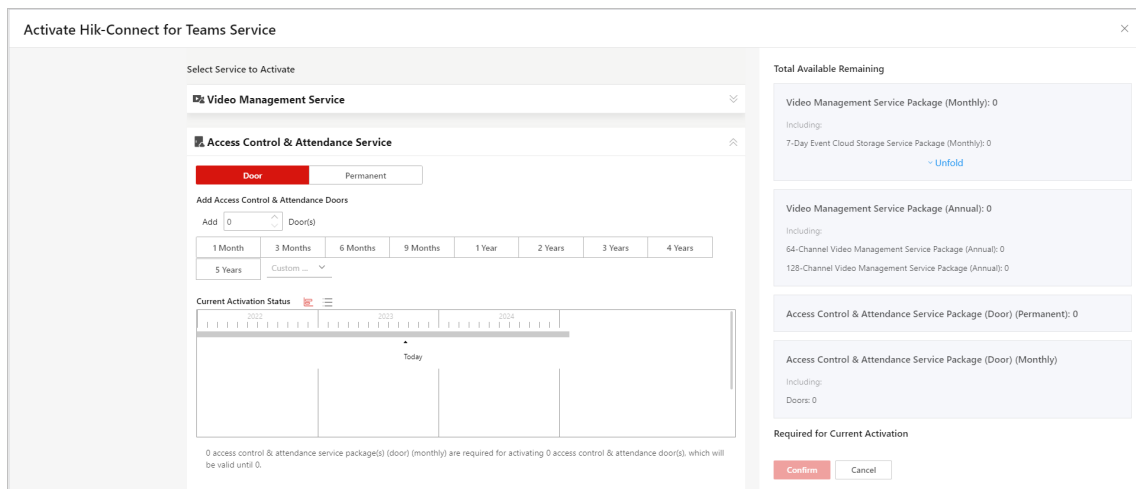 Activate Hik-Connect for Teams Service
Select Service to Activate
Video Management Service
Access Control & Attendance Service
Door
Permanent
Add Access Control & Attendance Doors
Add 0 Door(s)
1 Month 3 Months 6 Months 9 Months 1 Year 2 Years 3 Years 4 Years
5 Years Custom ...
Current Activation Status
2022 2023 2024
Today
0 access control & attendance service package(s) (door) (monthly) are required for activating 0 access control & attendance door(s), which will
be valid until 0.
Total Available Remaining
Video Management Service Package (Monthly): 0
Including:
7-Day Event Cloud Storage Service Package (Monthly): 0
Unfold
Video Management Service Package (Annual): 0
Including:
64-Channel Video Management Service Package (Annual): 0
128-Channel Video Management Service Package (Annual): 0
Access Control & Attendance Service Package (Door) (Permanent): 0
Access Control & Attendance Service Package (Door) (Monthly)
Including:
Doors: 0
Required for Current Activation
Confirm Cancel